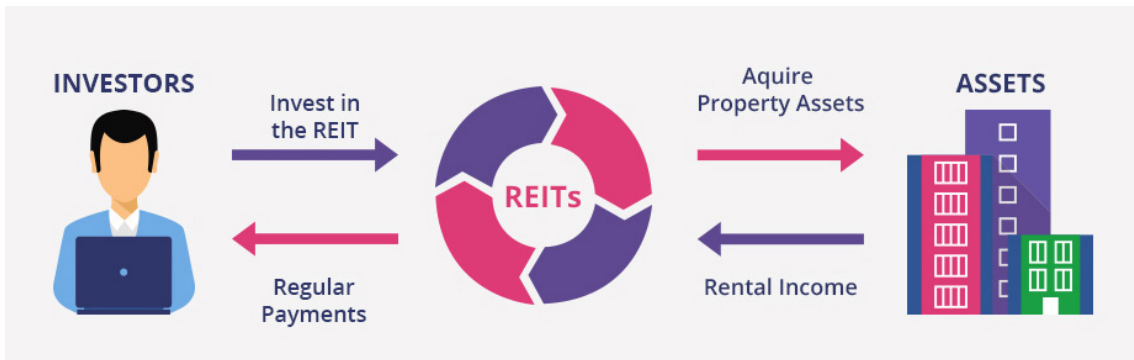 INVESTORS
Invest in
the REIT
Regular
Payments
REITs
Aquire
Property Assets
Rental Income
ASSETS